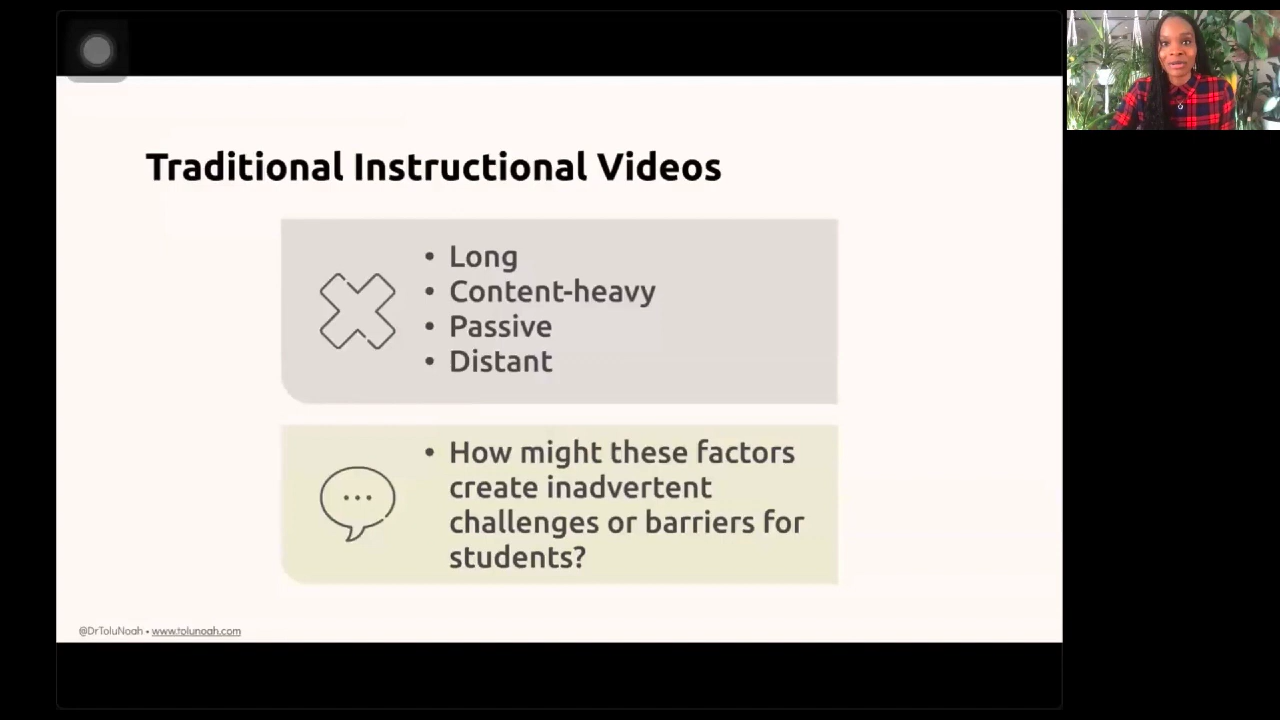 Traditional Instructional Videos
• Long
• Content-heavy
• Passive
• Distant
• How might these factors
create inadvertent
challenges or barriers for
students?
@DrToluNoah • www.tolunoah.com